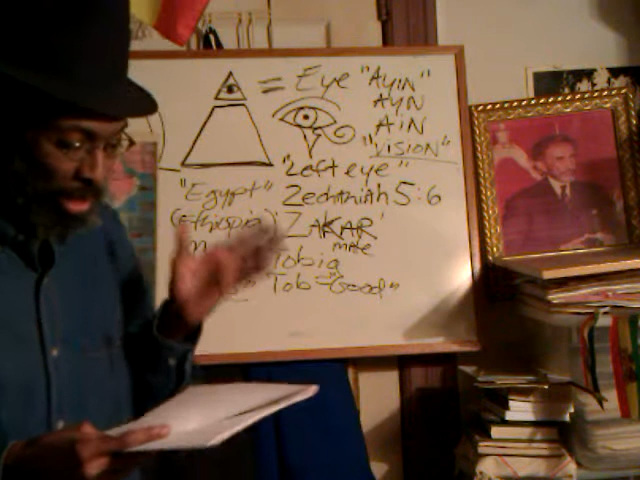 = Eye "AYIN"
AYN
AIN
"VISION"
"Left eye"
"Egypt" Zechariah 5:6
(Ethiopia) ZAKAR
male
Tobia
Tob = "Good"